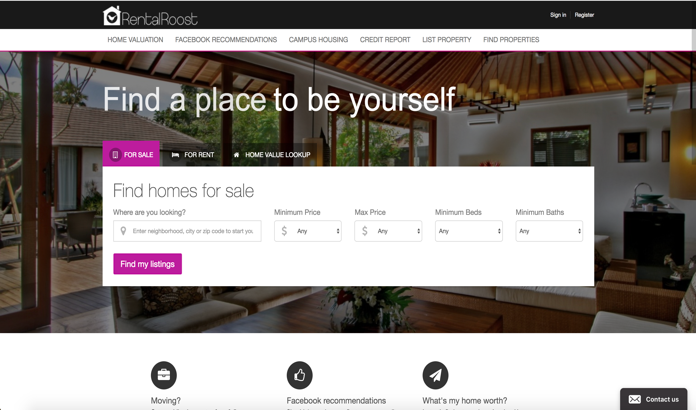 RentalRoost
Sign in
Register
HOME VALUATION FACEBOOK RECOMMENDATIONS CAMPUS HOUSING CREDIT REPORT LIST PROPERTY FIND PROPERTIES
Find a place to be yourself
FOR SALE FOR RENT HOME VALUE LOOKUP
Find homes for sale
Where are you looking? Minimum Price Max Price Minimum Beds Minimum Baths
Enter neighborhood, city or zip code to start you $ Any $ Any Any Any
Find my listings
Moving? Facebook recommendations What's my home worth?
Contact us